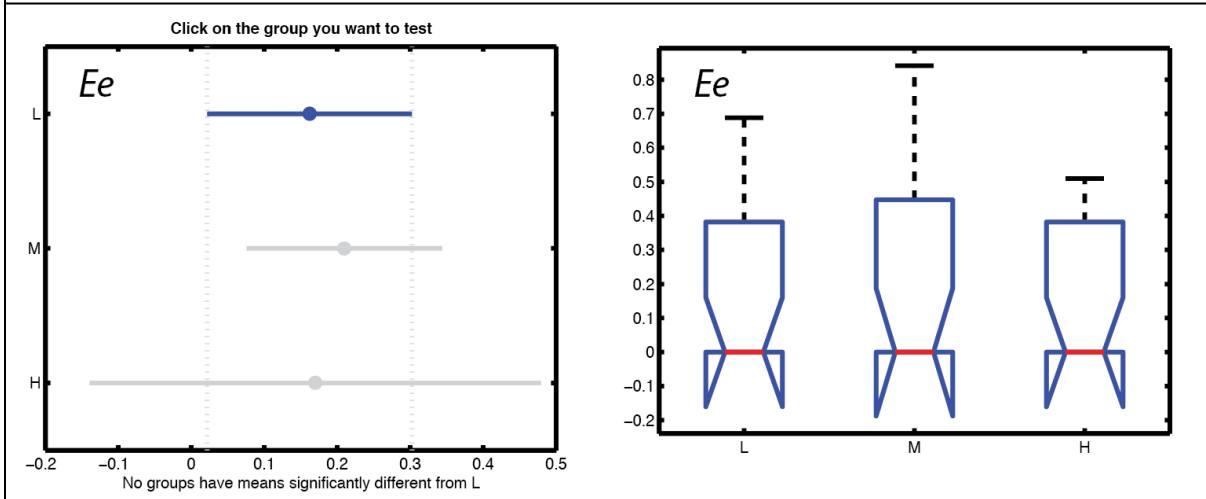 Click on the group you want to test
Ee
L
M
H
−0.2 −0.1 0 0.1 0.2 0.3 0.4 0.5
No groups have means significantly different from L
Ee
0.8
0.7
0.6
0.5
0.4
0.3
0.2
0.1
0
−0.1
−0.2
L M H